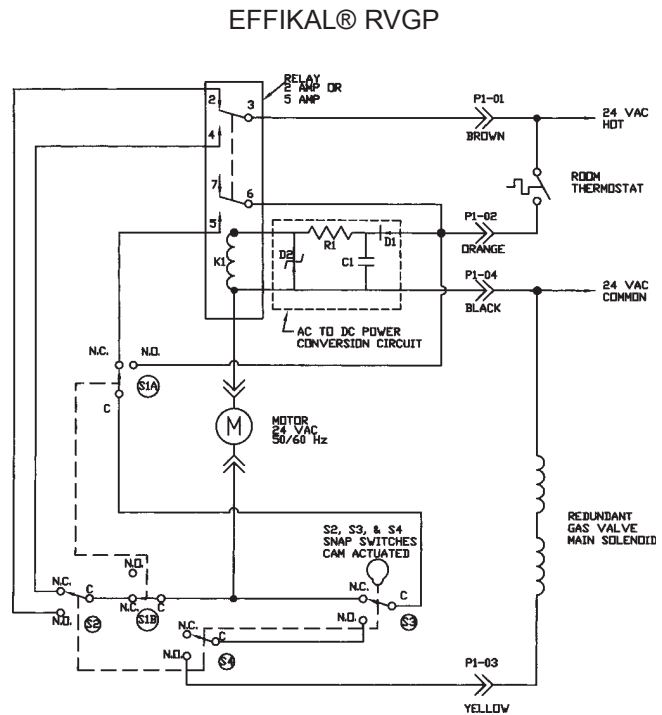 EFFIKAL® RVGP
RELAY
2 AMP OR
5 AMP
2
3
4
7
6
5
K1
P1-01
BROWN
24 VAC
HOT
ROOM
THERMOSTAT
P1-02
ORANGE
D2
R1
C1
D1
P1-04
BLACK
24 VAC
COMMON
AC TO DC POWER
CONVERSION CIRCUIT
N.C.
N.O.
S1A
C
M
MOTOR
24 VAC
50/60 Hz
S2, S3, & S4
SNAP SWITCHES
CAM ACTUATED
REDUNDANT
GAS VALVE
MAIN SOLENOID
N.O.
N.C.
C
N.C.
C
S1B
N.O.
S2
N.C.
C
N.O.
S3
N.C.
C
N.O.
S4
P1-03
YELLOW